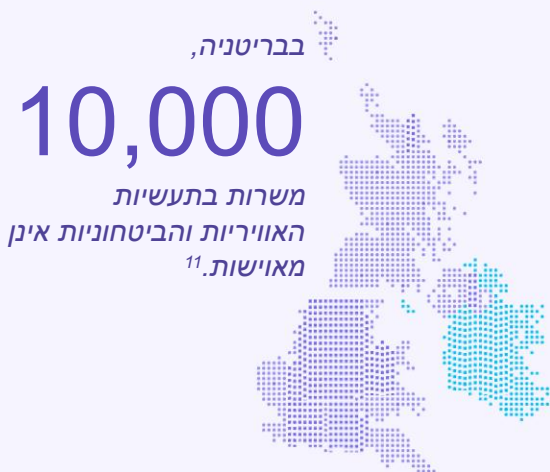 בבריטניה,
10,000
משרות בתעשיות
האוויריות והביטחוניות אינן
מאוישות.11